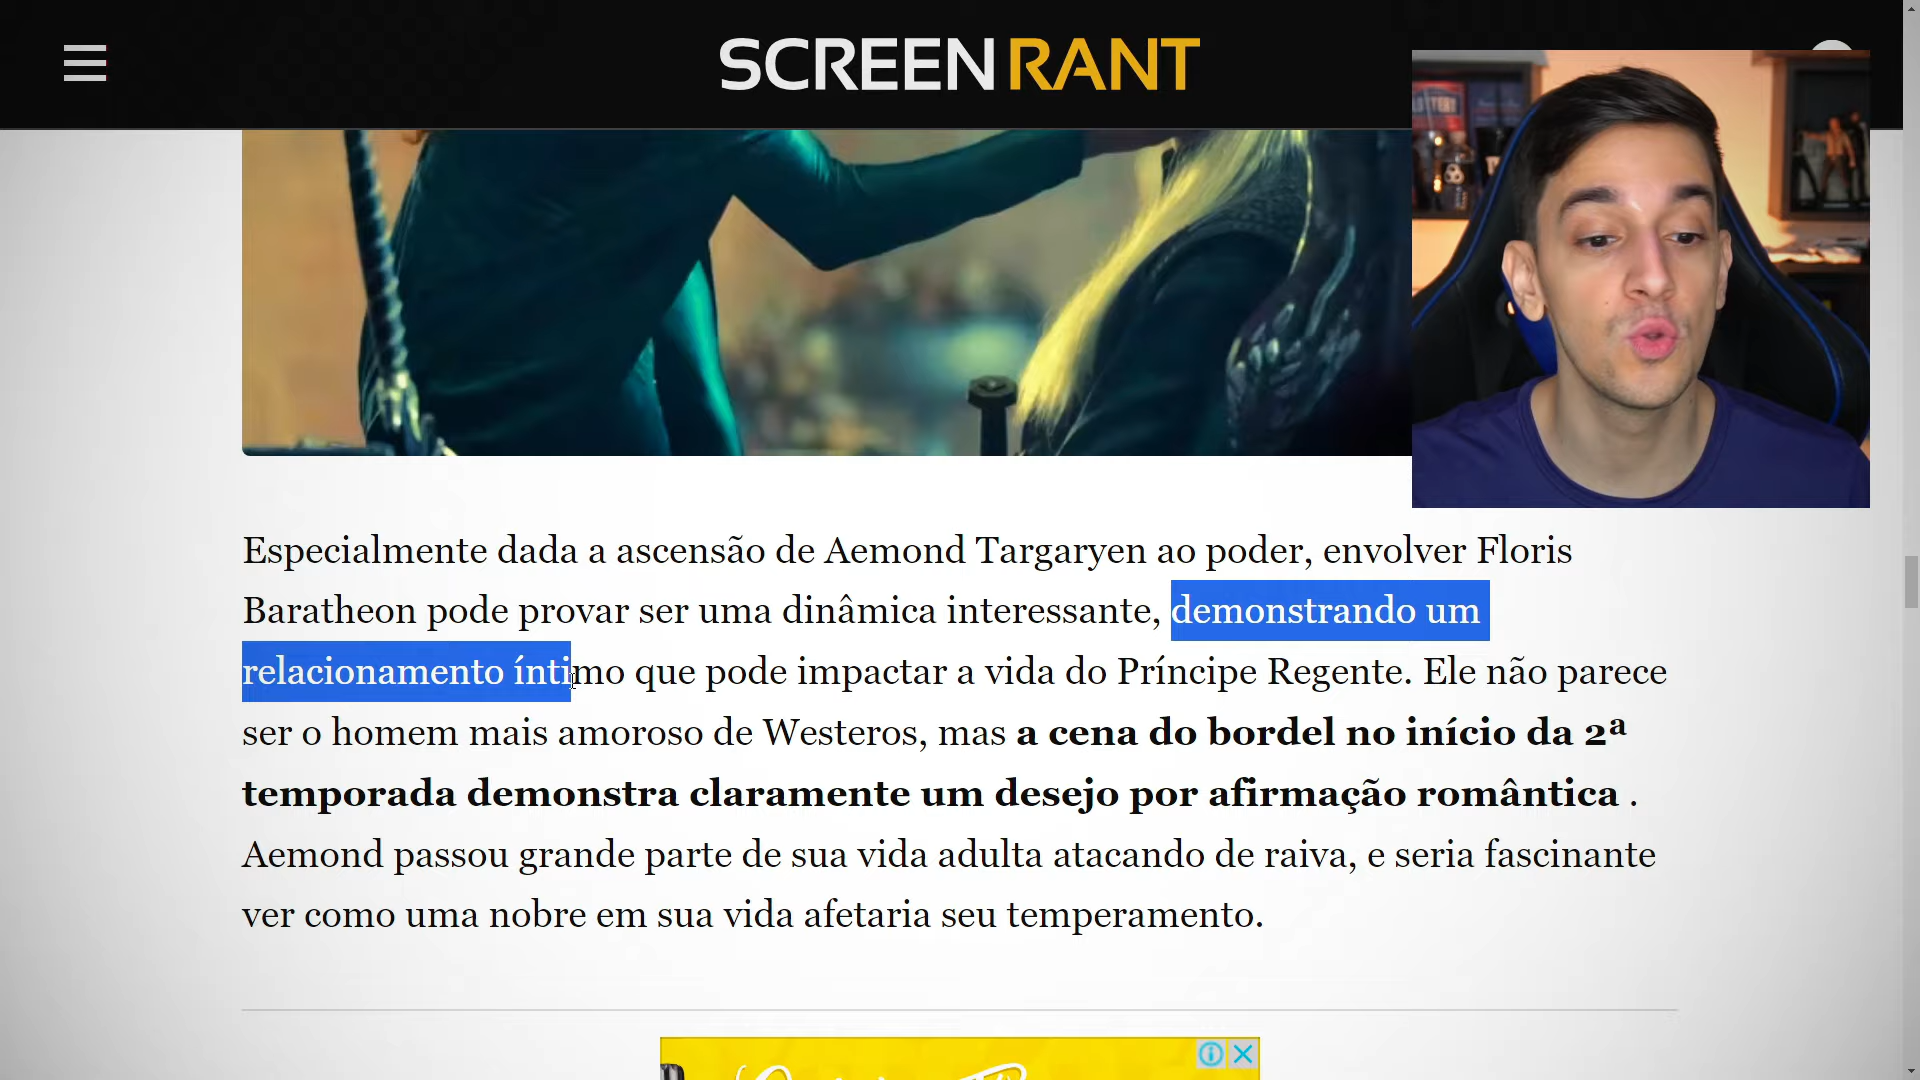 SCREENRANT
Especialmente dada a ascensão de Aemond Targaryen ao poder, envolver Floris
Baratheon pode provar ser uma dinâmica interessante, demonstrando um
relacionamento íntimo que pode impactar a vida do Príncipe Regente. Ele não parece
ser o homem mais amoroso de Westeros, mas a cena do bordel no início da 2ª
temporada demonstra claramente um desejo por afirmação romântica .
Aemond passou grande parte de sua vida adulta atacando de raiva, e seria fascinante
ver como uma nobre em sua vida afetaria seu temperamento.